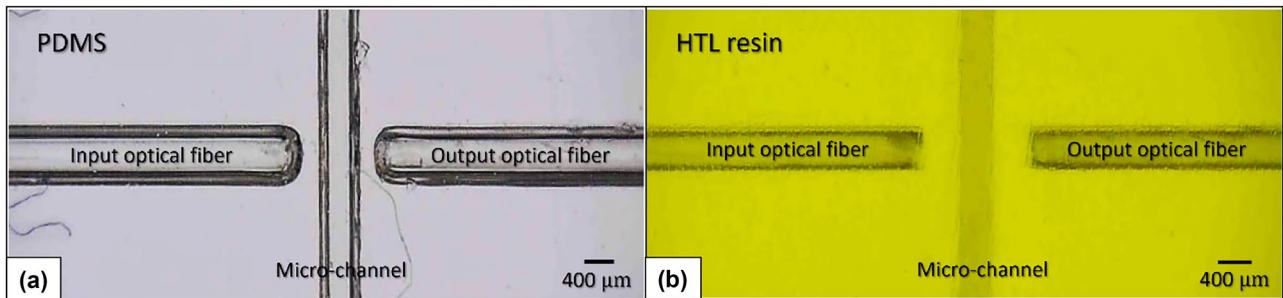 PDMS
Input optical fiber
Output optical fiber
Micro-channel
400 μm
(a)
HTL resin
Input optical fiber
Output optical fiber
Micro-channel
400 μm
(b)